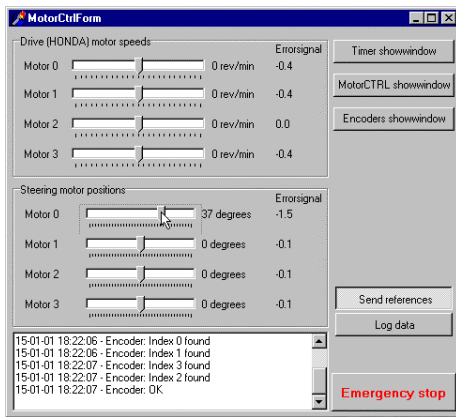 MotorCtrlForm
Drive (HONDA) motor speeds
Errorsignal
Motor 0 0 rev/min -0.4
Motor 1 0 rev/min -0.4
Motor 2 0 rev/min 0.0
Motor 3 0 rev/min -0.4
Timer showwindow
MotorCTRL showwindow
Encoders showwindow
Steering motor positions
Errorsignal
Motor 0 37 degrees -1.5
Motor 1 0 degrees -0.1
Motor 2 0 degrees -0.1
Motor 3 0 degrees -0.1
Send references
Log data
15-01-01 18:22:06 - Encoder: Index 0 found
15-01-01 18:22:06 - Encoder: Index 1 found
15-01-01 18:22:07 - Encoder: Index 3 found
15-01-01 18:22:07 - Encoder: Index 2 found
15-01-01 18:22:07 - Encoder: OK
Emergency stop